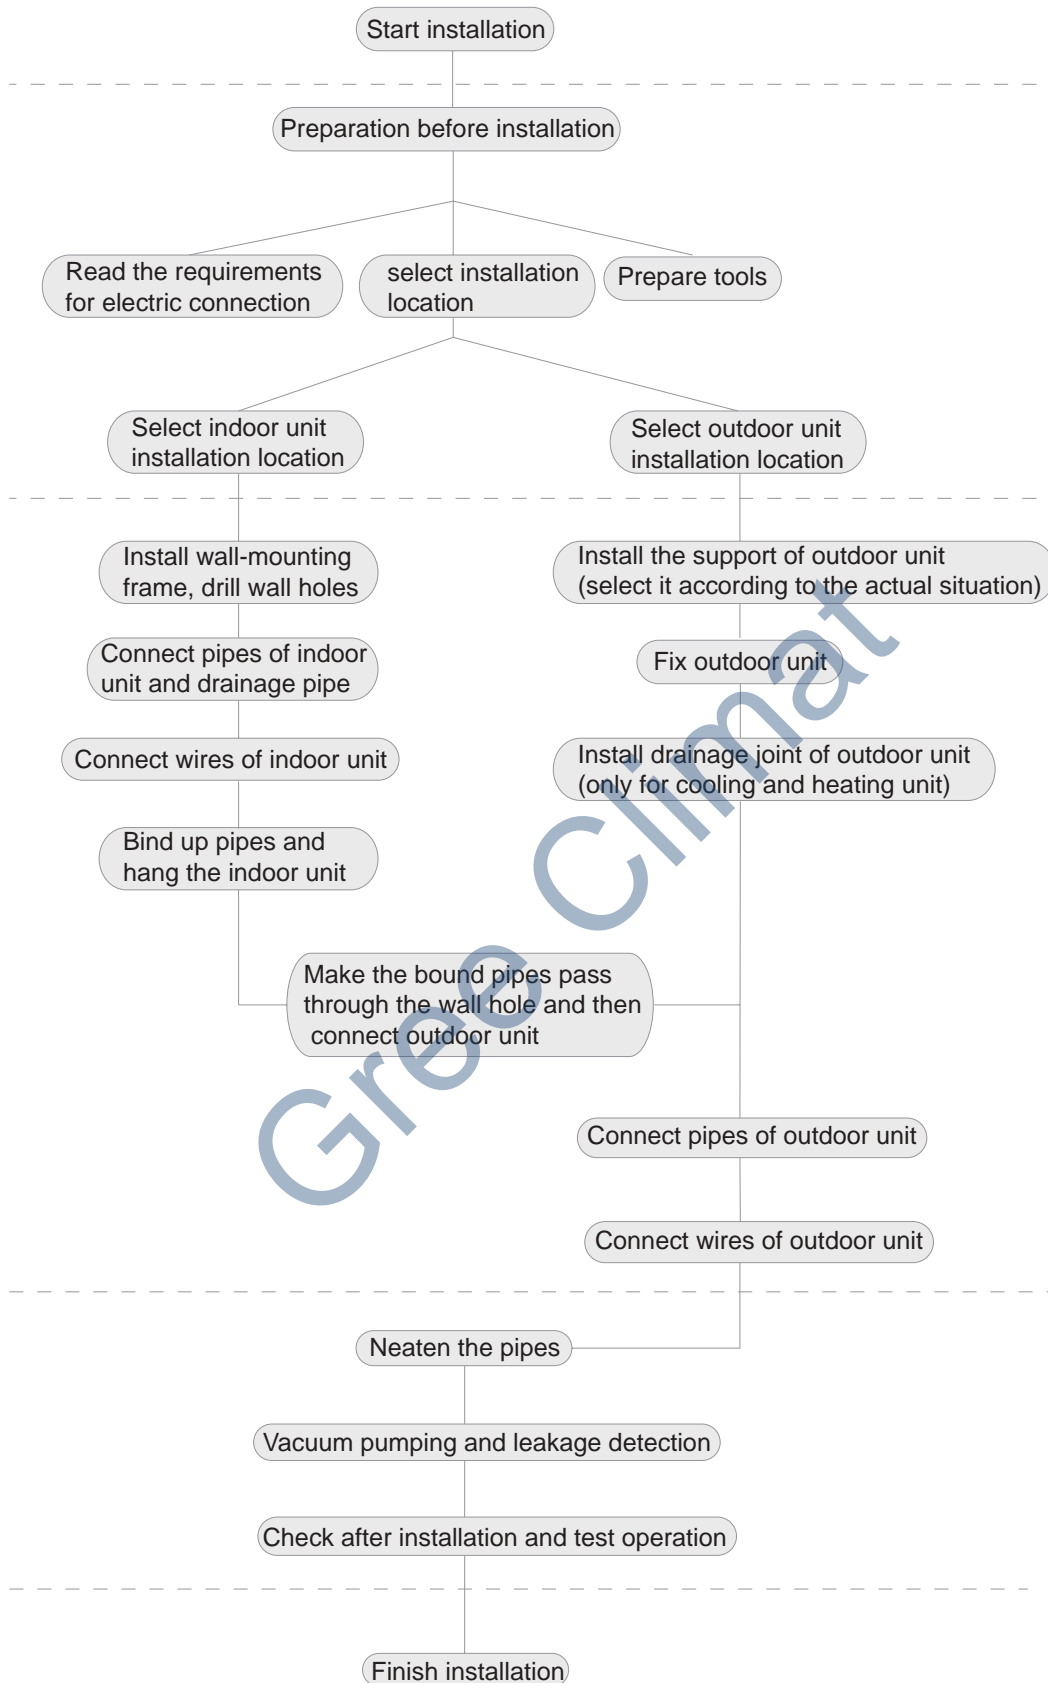 Start installation
Preparation before installation
Read the requirements
for electric connection
select installation
location
Prepare tools
Select indoor unit
installation location
Select outdoor unit
installation location
Install wall-mounting
frame, drill wall holes
Install the support of outdoor unit
(select it according to the actual situation)
Connect pipes of indoor
unit and drainage pipe
Fix outdoor unit
Connect wires of indoor unit
Install drainage joint of outdoor unit
(only for cooling and heating unit)
Bind up pipes and
hang the indoor unit
Make the bound pipes pass
through the wall hole and then
connect outdoor unit
Connect pipes of outdoor unit
Connect wires of outdoor unit
Neaten the pipes
Vacuum pumping and leakage detection
Check after installation and test operation
Finish installation
Gree Climat